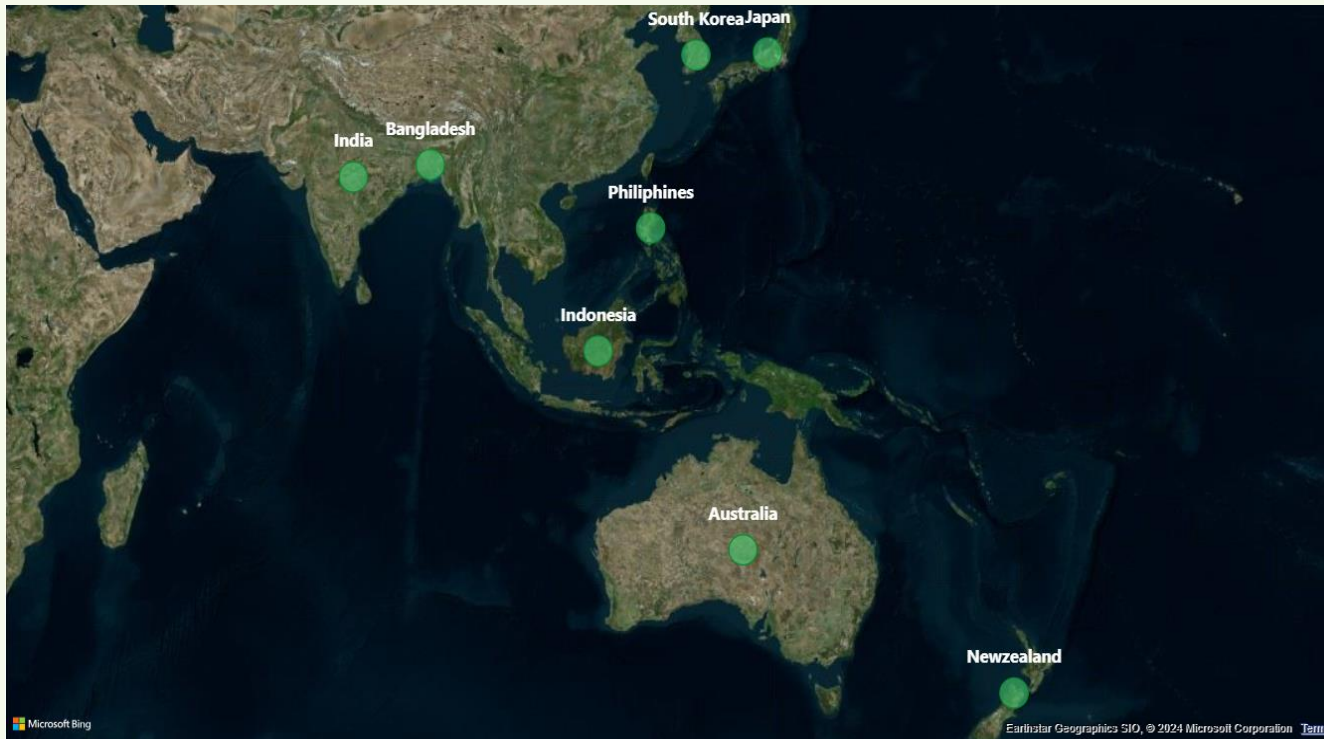 South Korea
Japan
Bangladesh
India
Philiphines
Indonesia
Australia
Newzealand
Microsoft Bing
Earthstar Geographics SIO, © 2024 Microsoft Corporation Term